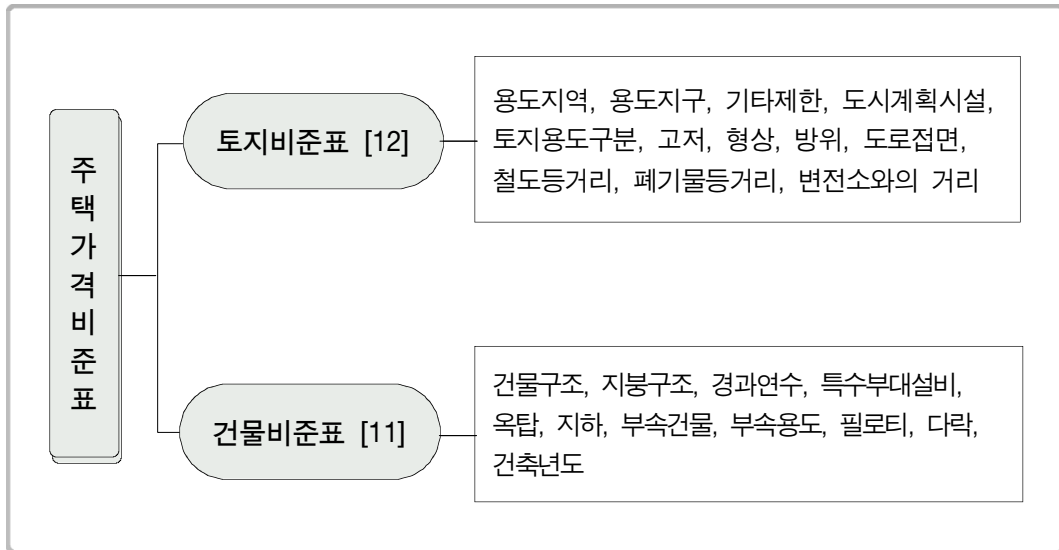 주택가격비준표
토지비준표 [12]
용도지역, 용도지구, 기타제한, 도시계획시설,
토지용도구분, 고저, 형상, 방위, 도로접면,
철도등거리, 폐기물등거리, 변전소와의 거리
건물비준표 [11]
건물구조, 지붕구조, 경과연수, 특수부대설비,
옥탑, 지하, 부속건물, 부속용도, 필로티, 다락,
건축년도